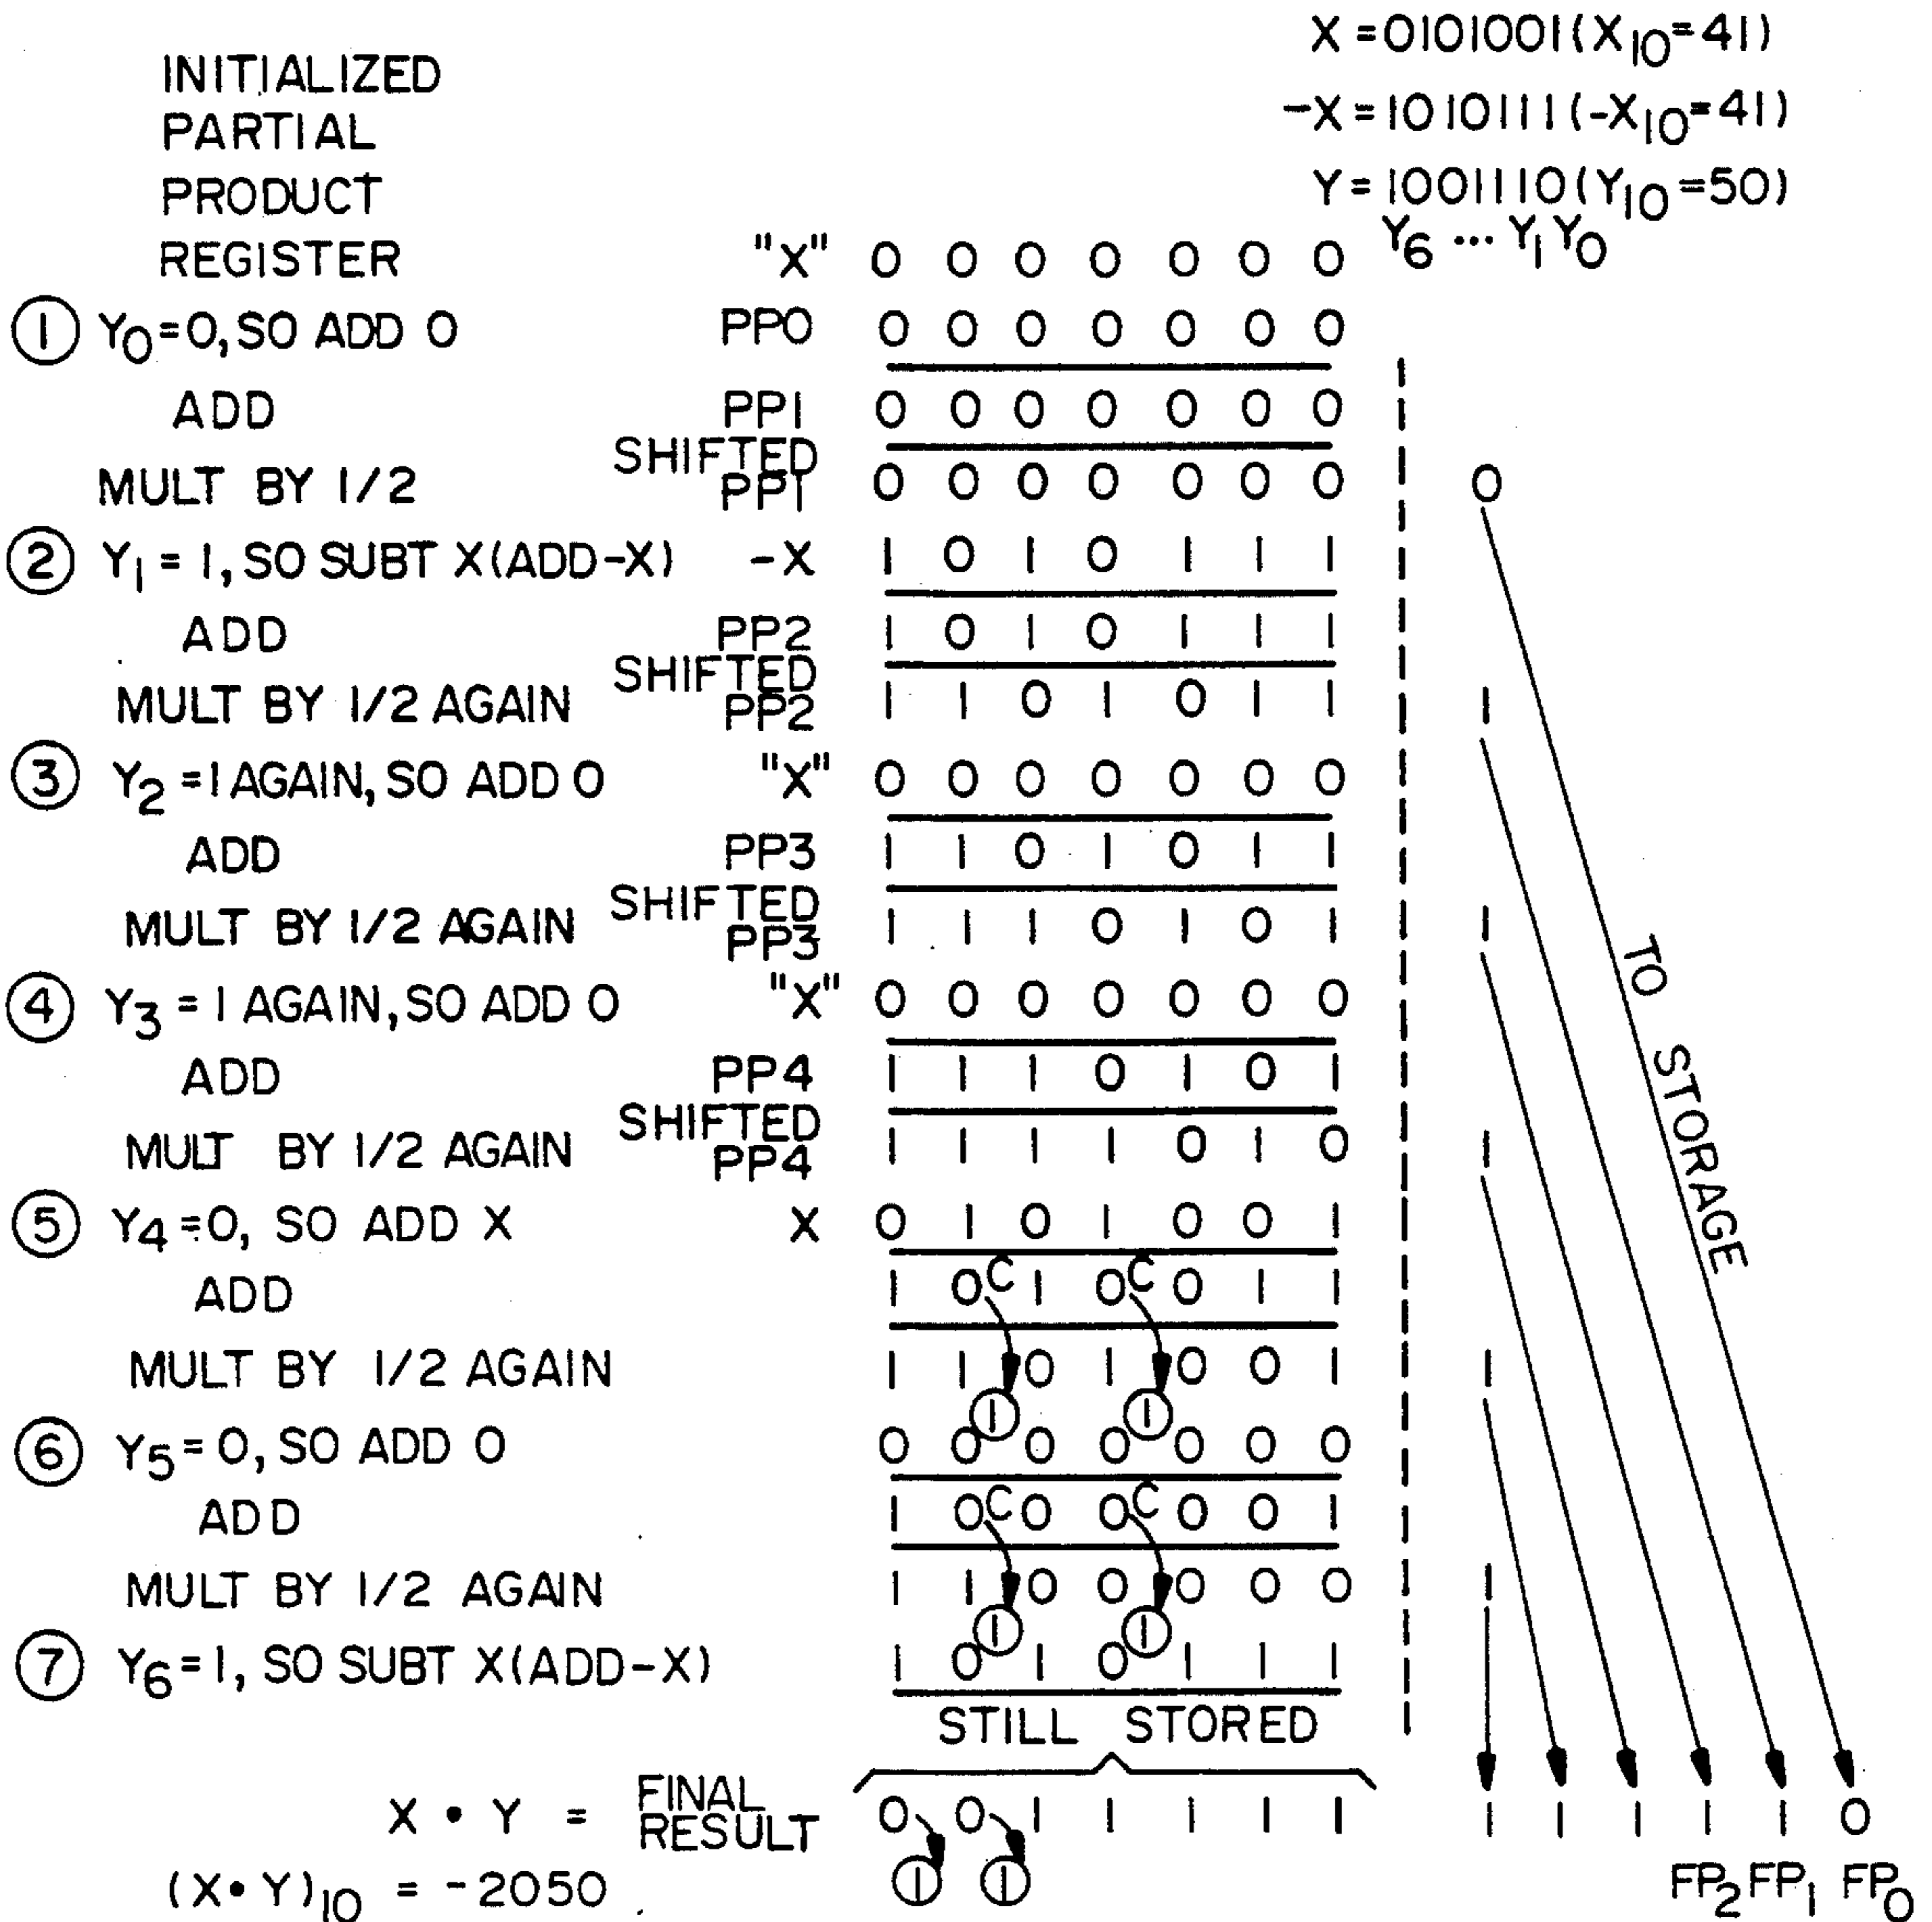 X = 0101001 (X10 = 41)
-X = 1010111 (-X10 = 41)
Y = 1001110 (Y10 = 50)
Y6 ... Y1 Y0
INITIALIZED
PARTIAL
PRODUCT
REGISTER "X" 0 0 0 0 0 0 0
1 Y0 = 0, SO ADD 0 PP0 0 0 0 0 0 0 0
ADD PP1 0 0 0 0 0 0 0
MULT BY 1/2 SHIFTED PP1 0 0 0 0 0 0 0 0
2 Y1 = 1, SO SUBT X (ADD-X) -X 1 0 1 0 1 1 1
ADD PP2 1 0 1 0 1 1 1
MULT BY 1/2 AGAIN SHIFTED PP2 1 1 0 1 0 1 1 1
3 Y2 = 1 AGAIN, SO ADD 0 "X" 0 0 0 0 0 0 0
ADD PP3 1 1 0 1 0 1 1
MULT BY 1/2 AGAIN SHIFTED PP3 1 1 1 0 1 0 1 1
4 Y3 = 1 AGAIN, SO ADD 0 "X" 0 0 0 0 0 0 0
ADD PP4 1 1 1 0 1 0 1
MULT BY 1/2 AGAIN SHIFTED PP4 1 1 1 1 0 1 0 1
5 Y4 = 0, SO ADD X X 0 1 0 1 0 0 1
ADD 1 0 C 1 0 C 0 1 1
MULT BY 1/2 AGAIN 1 1 0 1 0 0 1 1
1 1
6 Y5 = 0, SO ADD 0 0 0 0 0 0 0 0
ADD 1 0 C 0 0 C 0 0 1
MULT BY 1/2 AGAIN 1 1 0 0 0 0 0 1
1 1
7 Y6 = 1, SO SUBT X (ADD-X) 1 0 1 0 1 1 1
TO STORAGE
STILL STORED
X • Y = FINAL RESULT 0 0 1 1 1 1 1 1 1 1 1 1 0
1 1
(X • Y)10 = -2050
FP2 FP1 FP0